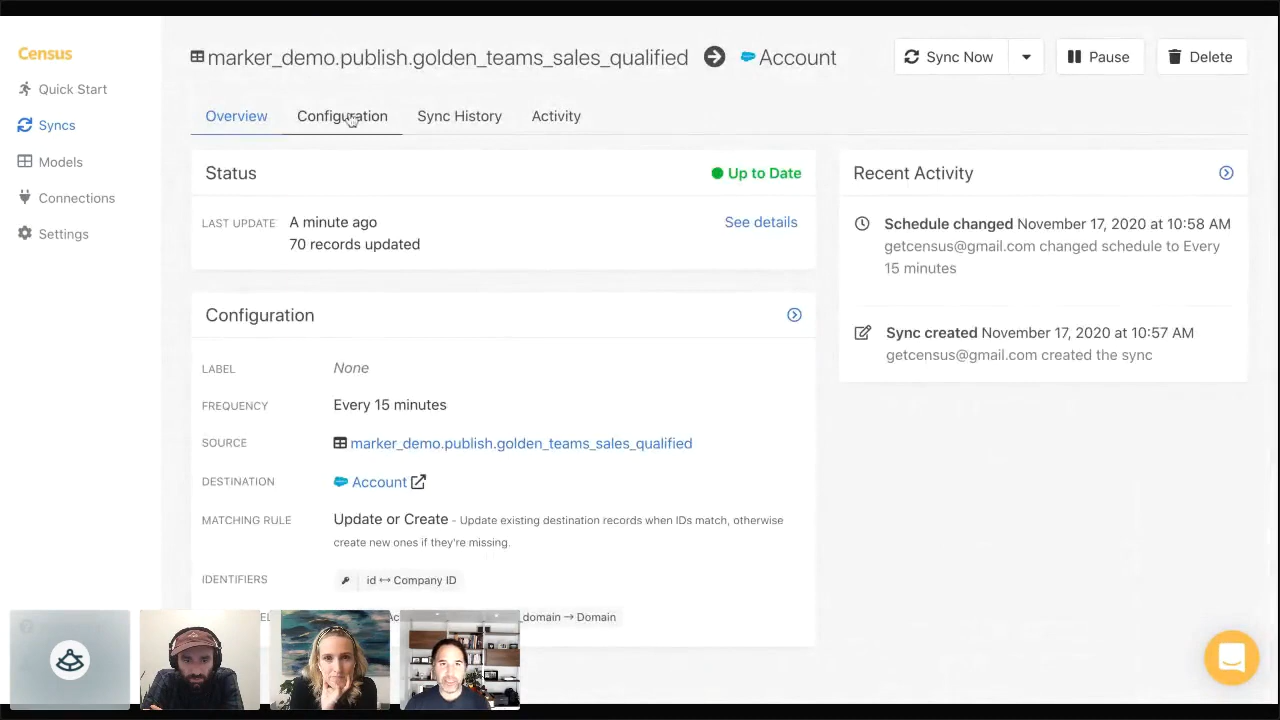 Census
Quick Start
Syncs
Models
Connections
Settings
marker_demo.publish.golden_teams_sales_qualified
Account
Sync Now
Pause
Delete
Overview
Configuration
Sync History
Activity
Status
Up to Date
LAST UPDATE
A minute ago
70 records updated
See details
Configuration
LABEL
None
FREQUENCY
Every 15 minutes
SOURCE
marker_demo.publish.golden_teams_sales_qualified
DESTINATION
Account
MATCHING RULE
Update or Create - Update existing destination records when IDs match, otherwise
create new ones if they're missing.
IDENTIFIERS
id ↔ Company ID
_domain → Domain
Recent Activity
Schedule changed November 17, 2020 at 10:58 AM
getcensus@gmail.com changed schedule to Every
15 minutes
Sync created November 17, 2020 at 10:57 AM
getcensus@gmail.com created the sync